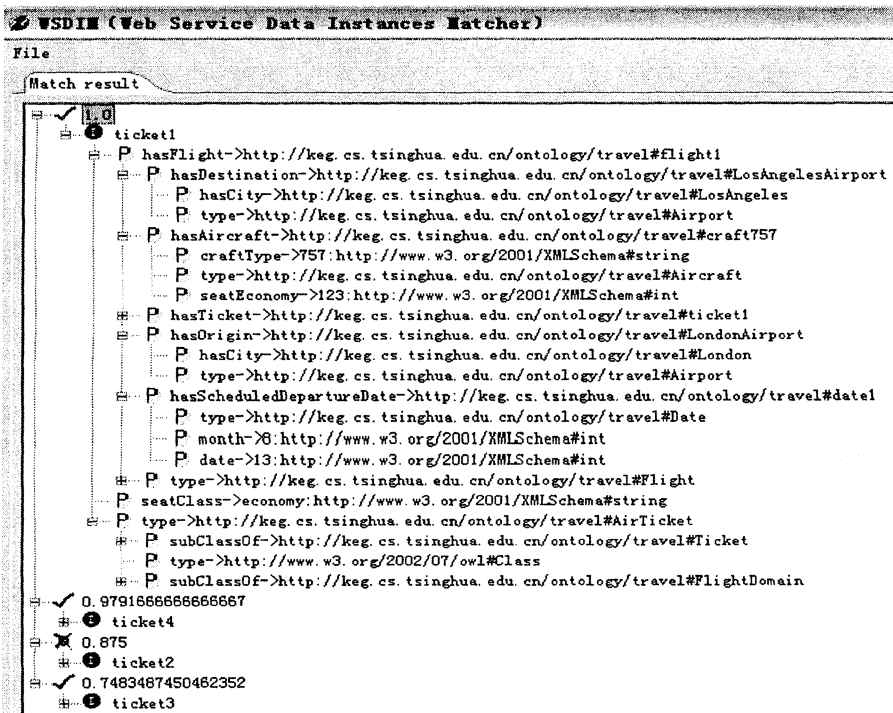 WSDIM (Web Service Data Instances Matcher)
File
Match result
1.0
ticket1
P hasFlight->http://keg.cs.tsinghua.edu.cn/ontology/travel#flight1
P hasDestination->http://keg.cs.tsinghua.edu.cn/ontology/travel#LosAngelesAirport
P hasCity->http://keg.cs.tsinghua.edu.cn/ontology/travel#LosAngeles
P type->http://keg.cs.tsinghua.edu.cn/ontology/travel#Airport
P hasAircraft->http://keg.cs.tsinghua.edu.cn/ontology/travel#craft757
P craftType->757:http://www.w3.org/2001/XMLSchema#string
P type->http://keg.cs.tsinghua.edu.cn/ontology/travel#Aircraft
P seatEconomy->123:http://www.w3.org/2001/XMLSchema#int
P hasTicket->http://keg.cs.tsinghua.edu.cn/ontology/travel#ticket1
P hasOrigin->http://keg.cs.tsinghua.edu.cn/ontology/travel#LondonAirport
P hasCity->http://keg.cs.tsinghua.edu.cn/ontology/travel#London
P type->http://keg.cs.tsinghua.edu.cn/ontology/travel#Airport
P hasScheduledDepartureDate->http://keg.cs.tsinghua.edu.cn/ontology/travel#date1
P type->http://keg.cs.tsinghua.edu.cn/ontology/travel#Date
P month->8:http://www.w3.org/2001/XMLSchema#int
P date->13:http://www.w3.org/2001/XMLSchema#int
P type->http://keg.cs.tsinghua.edu.cn/ontology/travel#Flight
P seatClass->economy:http://www.w3.org/2001/XMLSchema#string
P type->http://keg.cs.tsinghua.edu.cn/ontology/travel#AirTicket
P subClassOf->http://keg.cs.tsinghua.edu.cn/ontology/travel#Ticket
P type->http://www.w3.org/2002/07/owl#Class
P subClassOf->http://keg.cs.tsinghua.edu.cn/ontology/travel#FlightDomain
0.9791666666666667
ticket4
0.875
ticket2
0.7483487450462352
ticket3